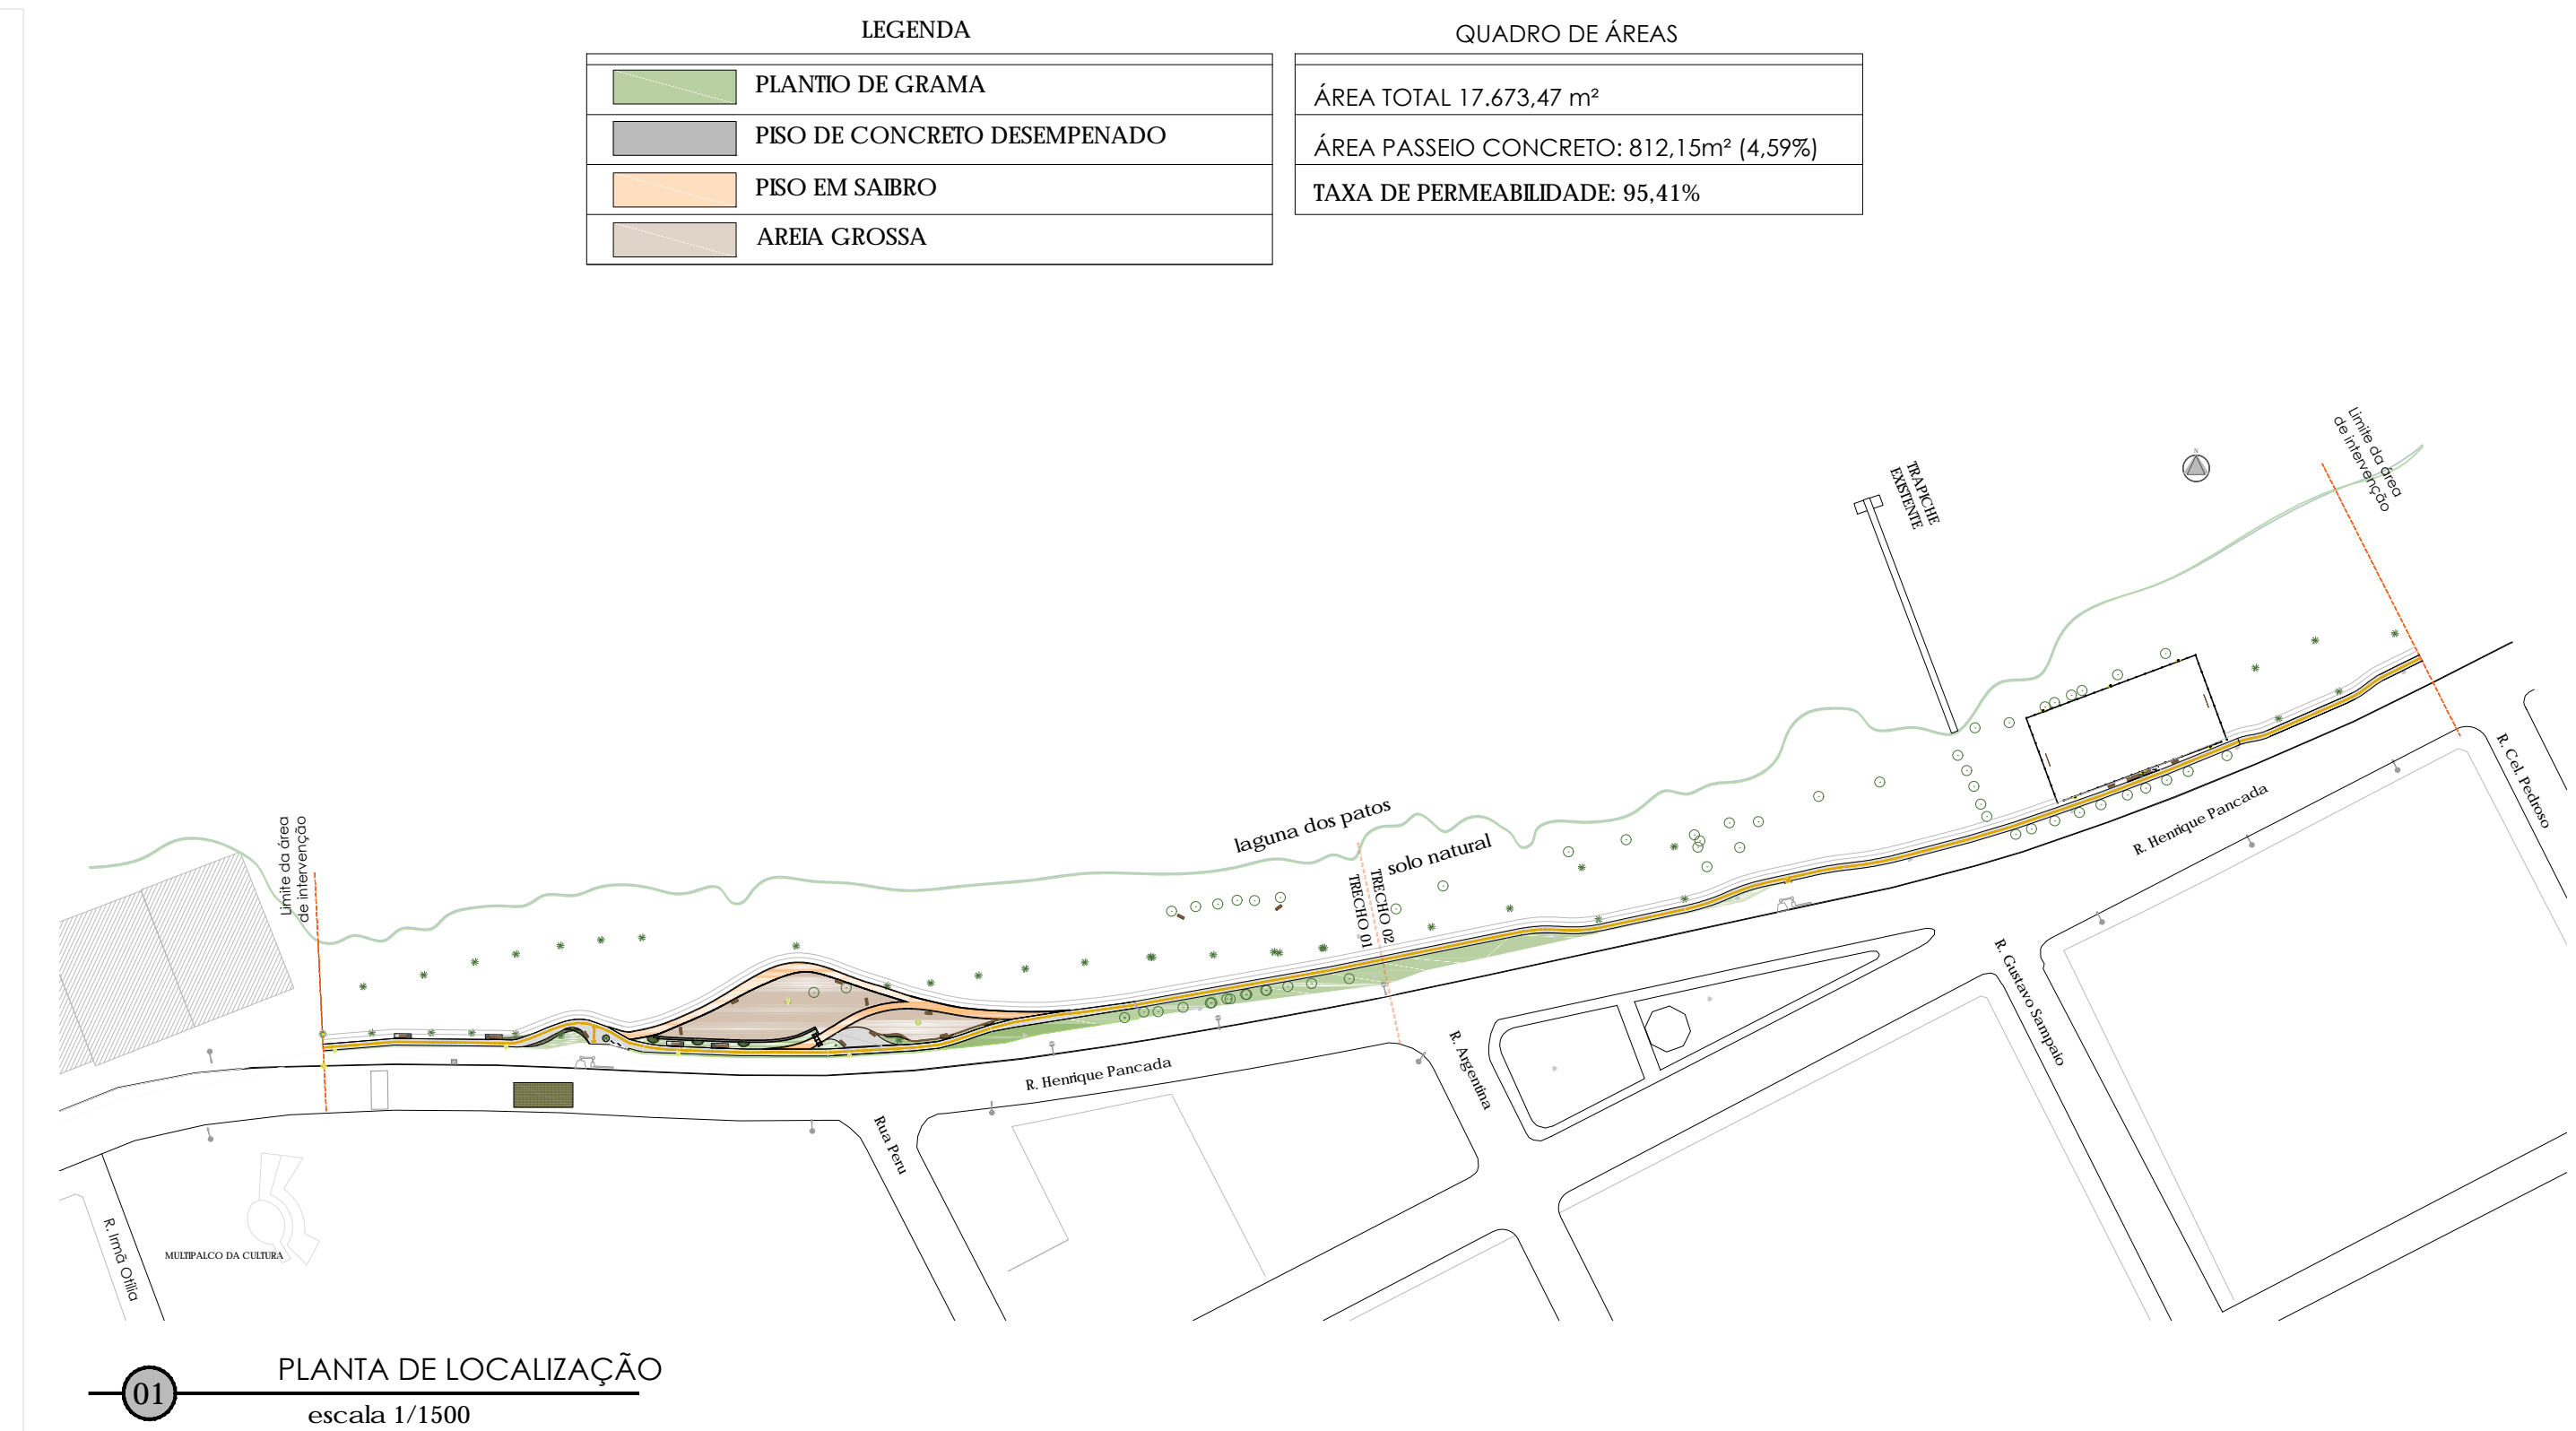 LEGENDA
PLANTIO DE GRAMA
PISO DE CONCRETO DESEMPENADO
PISO EM SAIBRO
AREIA GROSSA
QUADRO DE ÁREAS
ÁREA TOTAL 17.673,47 m²
ÁREA PASSEIO CONCRETO: 812,15m² (4,59%)
TAXA DE PERMEABILIDADE: 95,41%
Limite da área
de intervenção
N
TRAPICHE
EXISTENTE
Limite da área
de intervenção
laguna dos patos
solo natural
TRECHO 01
TRECHO 02
R. Henrique Pancada
R. Cel. Pedroso
R. Henrique Pancada
R. Gustavo Sampaio
R. Argentina
Rua Peru
R. Irmã Otília
MULTIPALCO DA CULTURA
01
PLANTA DE LOCALIZAÇÃO
escala 1/1500